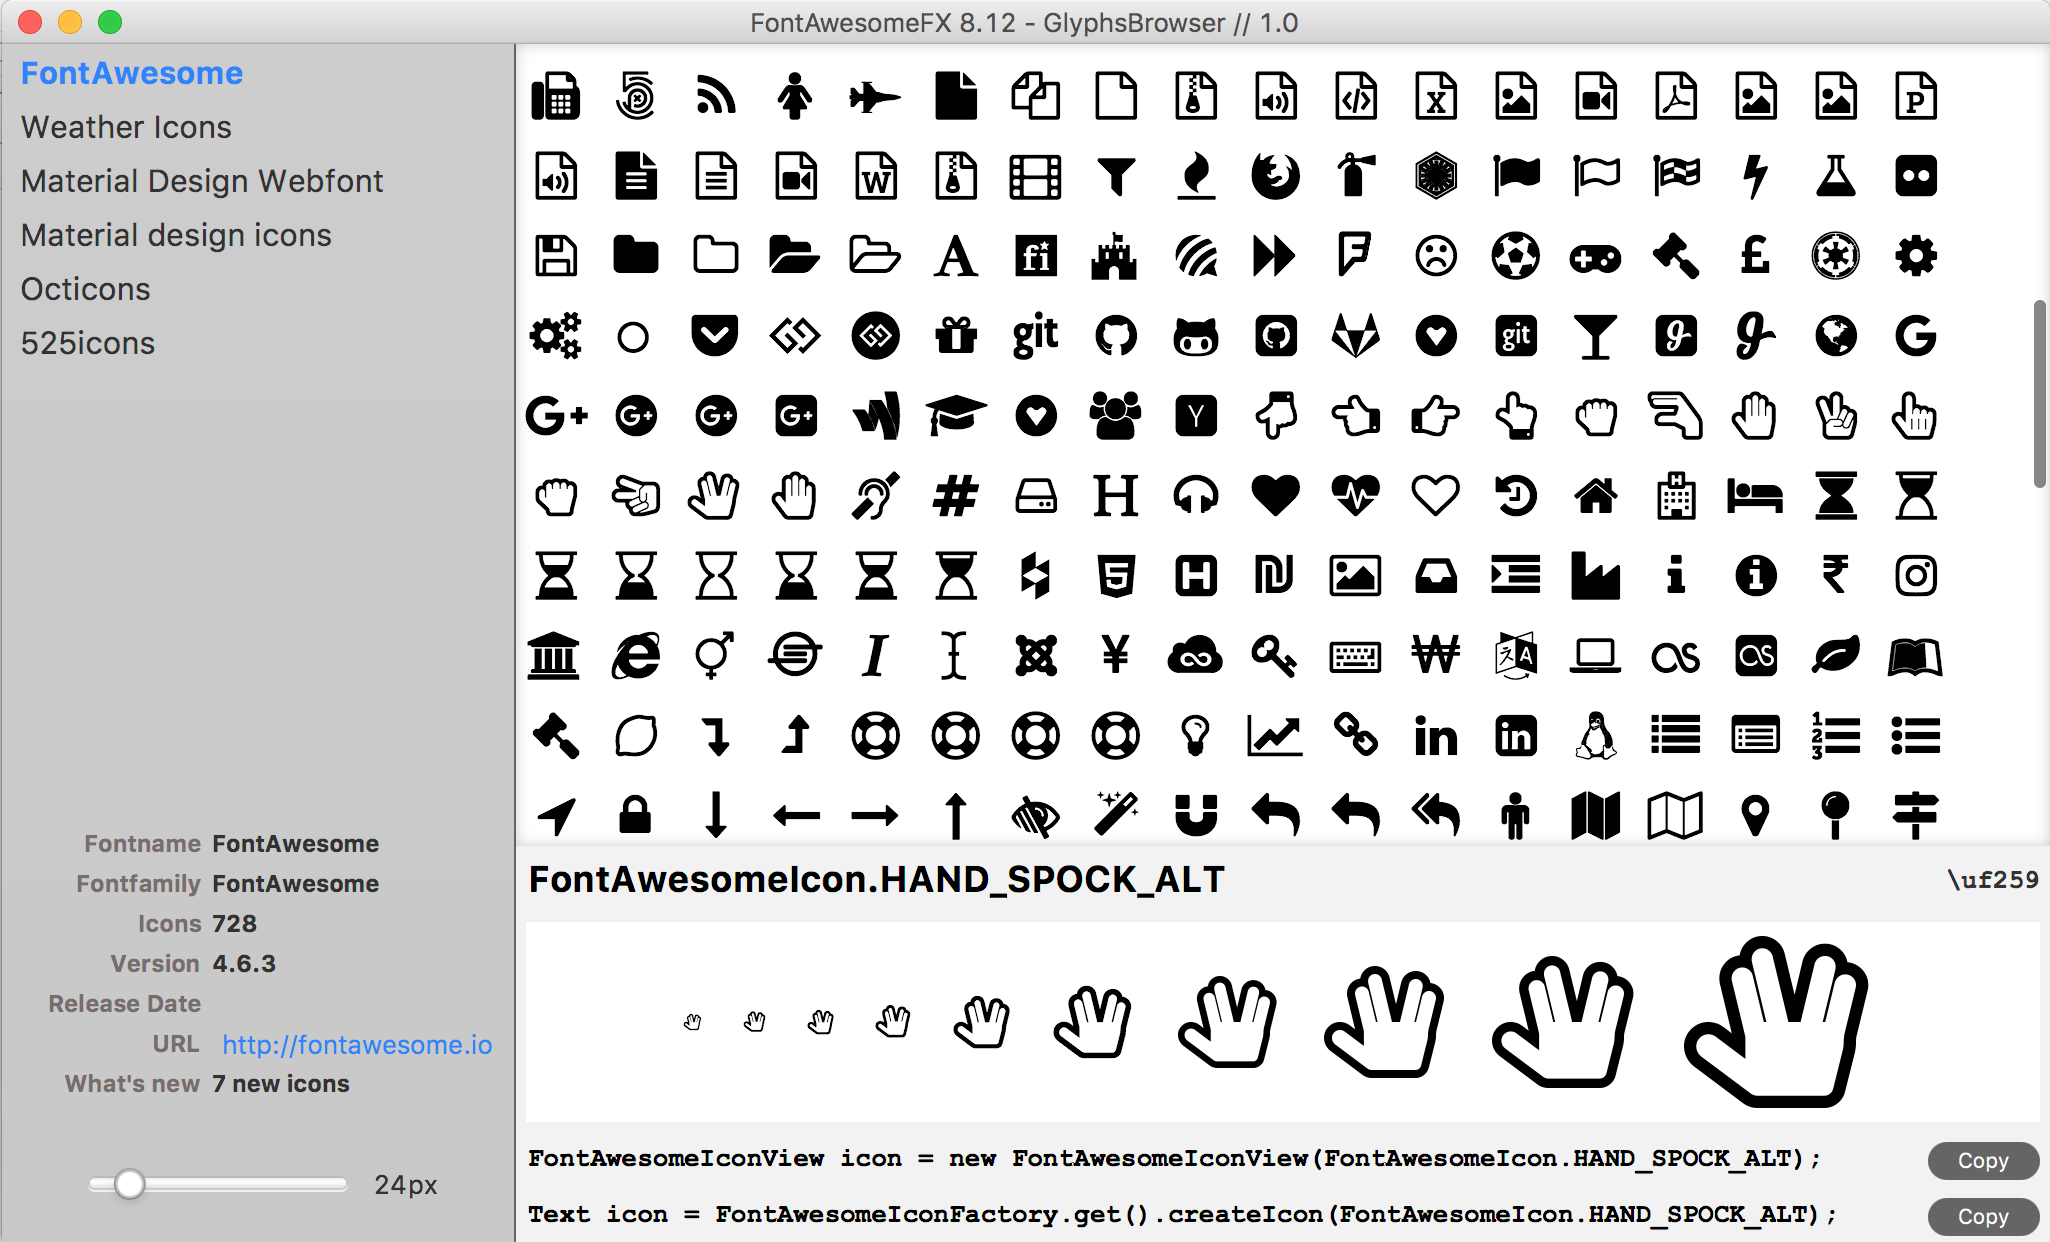 FontAwesomeFX 8.12 - GlyphsBrowser // 1.0
FontAwesome
Weather Icons
Material Design Webfont
Material design icons
Octicons
525icons
Fontname FontAwesome
Fontfamily FontAwesome
Icons 728
Version 4.6.3
Release Date
URL http://fontawesome.io
What's new 7 new icons
24px
FontAwesomeIcon.HAND_SPOCK_ALT
\uf259
FontAwesomeIconView icon = new FontAwesomeIconView(FontAwesomeIcon.HAND_SPOCK_ALT);
Copy
Text icon = FontAwesomeIconFactory.get().createIcon(FontAwesomeIcon.HAND_SPOCK_ALT);
Copy